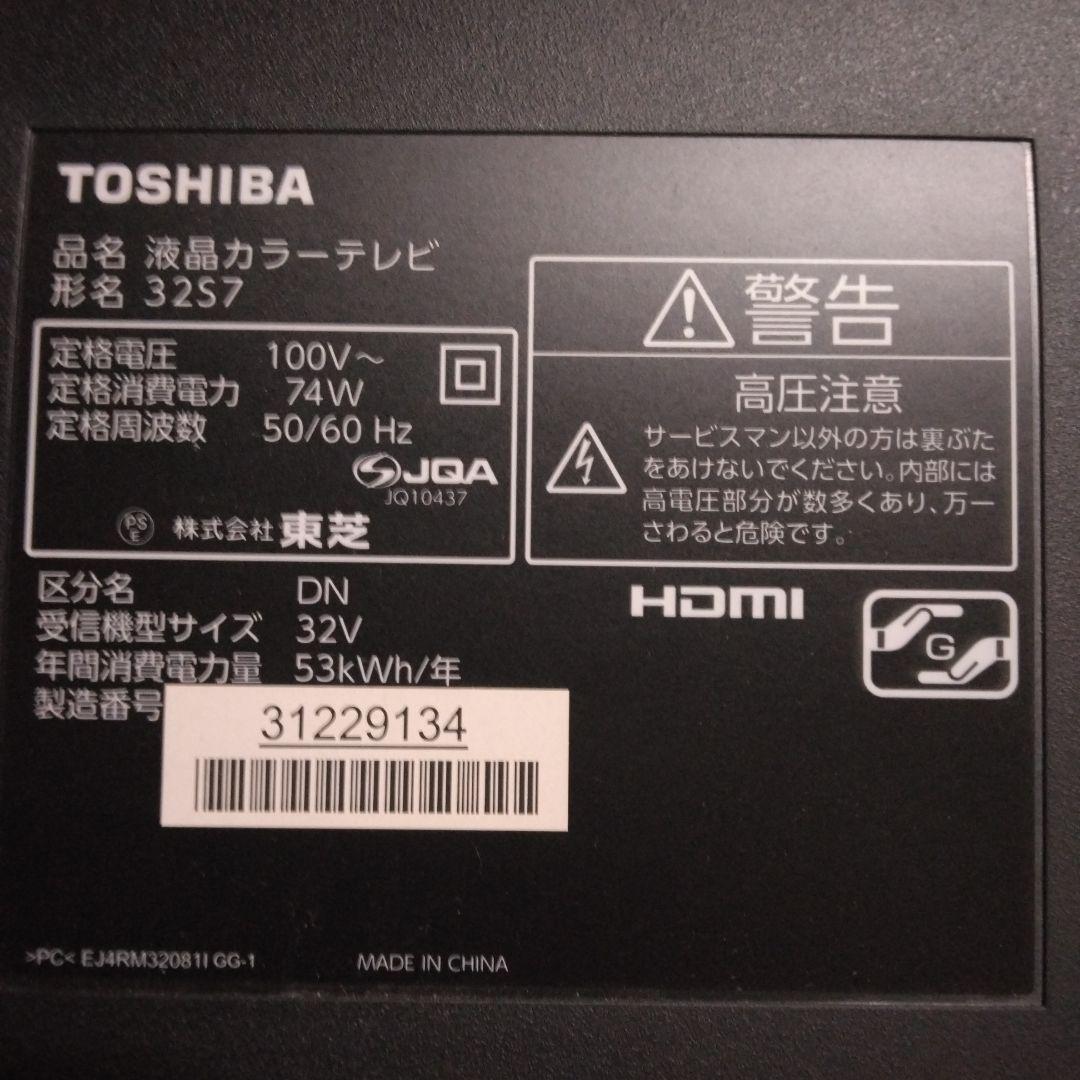 TOSHIBA
品名 液晶カラーテレビ
形名 32S7
定格電圧 100V～
定格消費電力 74W
定格周波数 50/60 Hz
JQA
JQ10437
PS
E
株式会社 東芝
警告
高圧注意
サービスマン以外の方は裏ぶた
をあけないでください。内部には
高電圧部分が数多くあり、万一
さわると危険です。
区分名 DN
受信機型サイズ 32V
年間消費電力量 53kWh/年
製造番号
31229134
HDMI
G
>PC< EJ4RM32081I GG-1
MADE IN CHINA